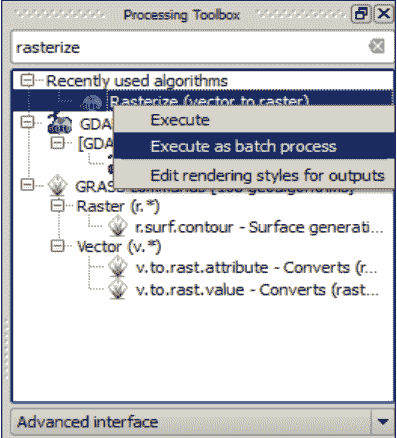 Processing Toolbox
rasterize
Recently used algorithms
Rasterize (vector to raster)
Execute
GDA
[GDA
Execute as batch process
Edit rendering styles for outputs
GRASS commands [
geoalgorithms]
Raster (r.*)
r.surf.contour - Surface generati...
Vector (v.*)
v.to.rast.attribute - Converts (r...
v.to.rast.value - Converts (rast...
Advanced interface